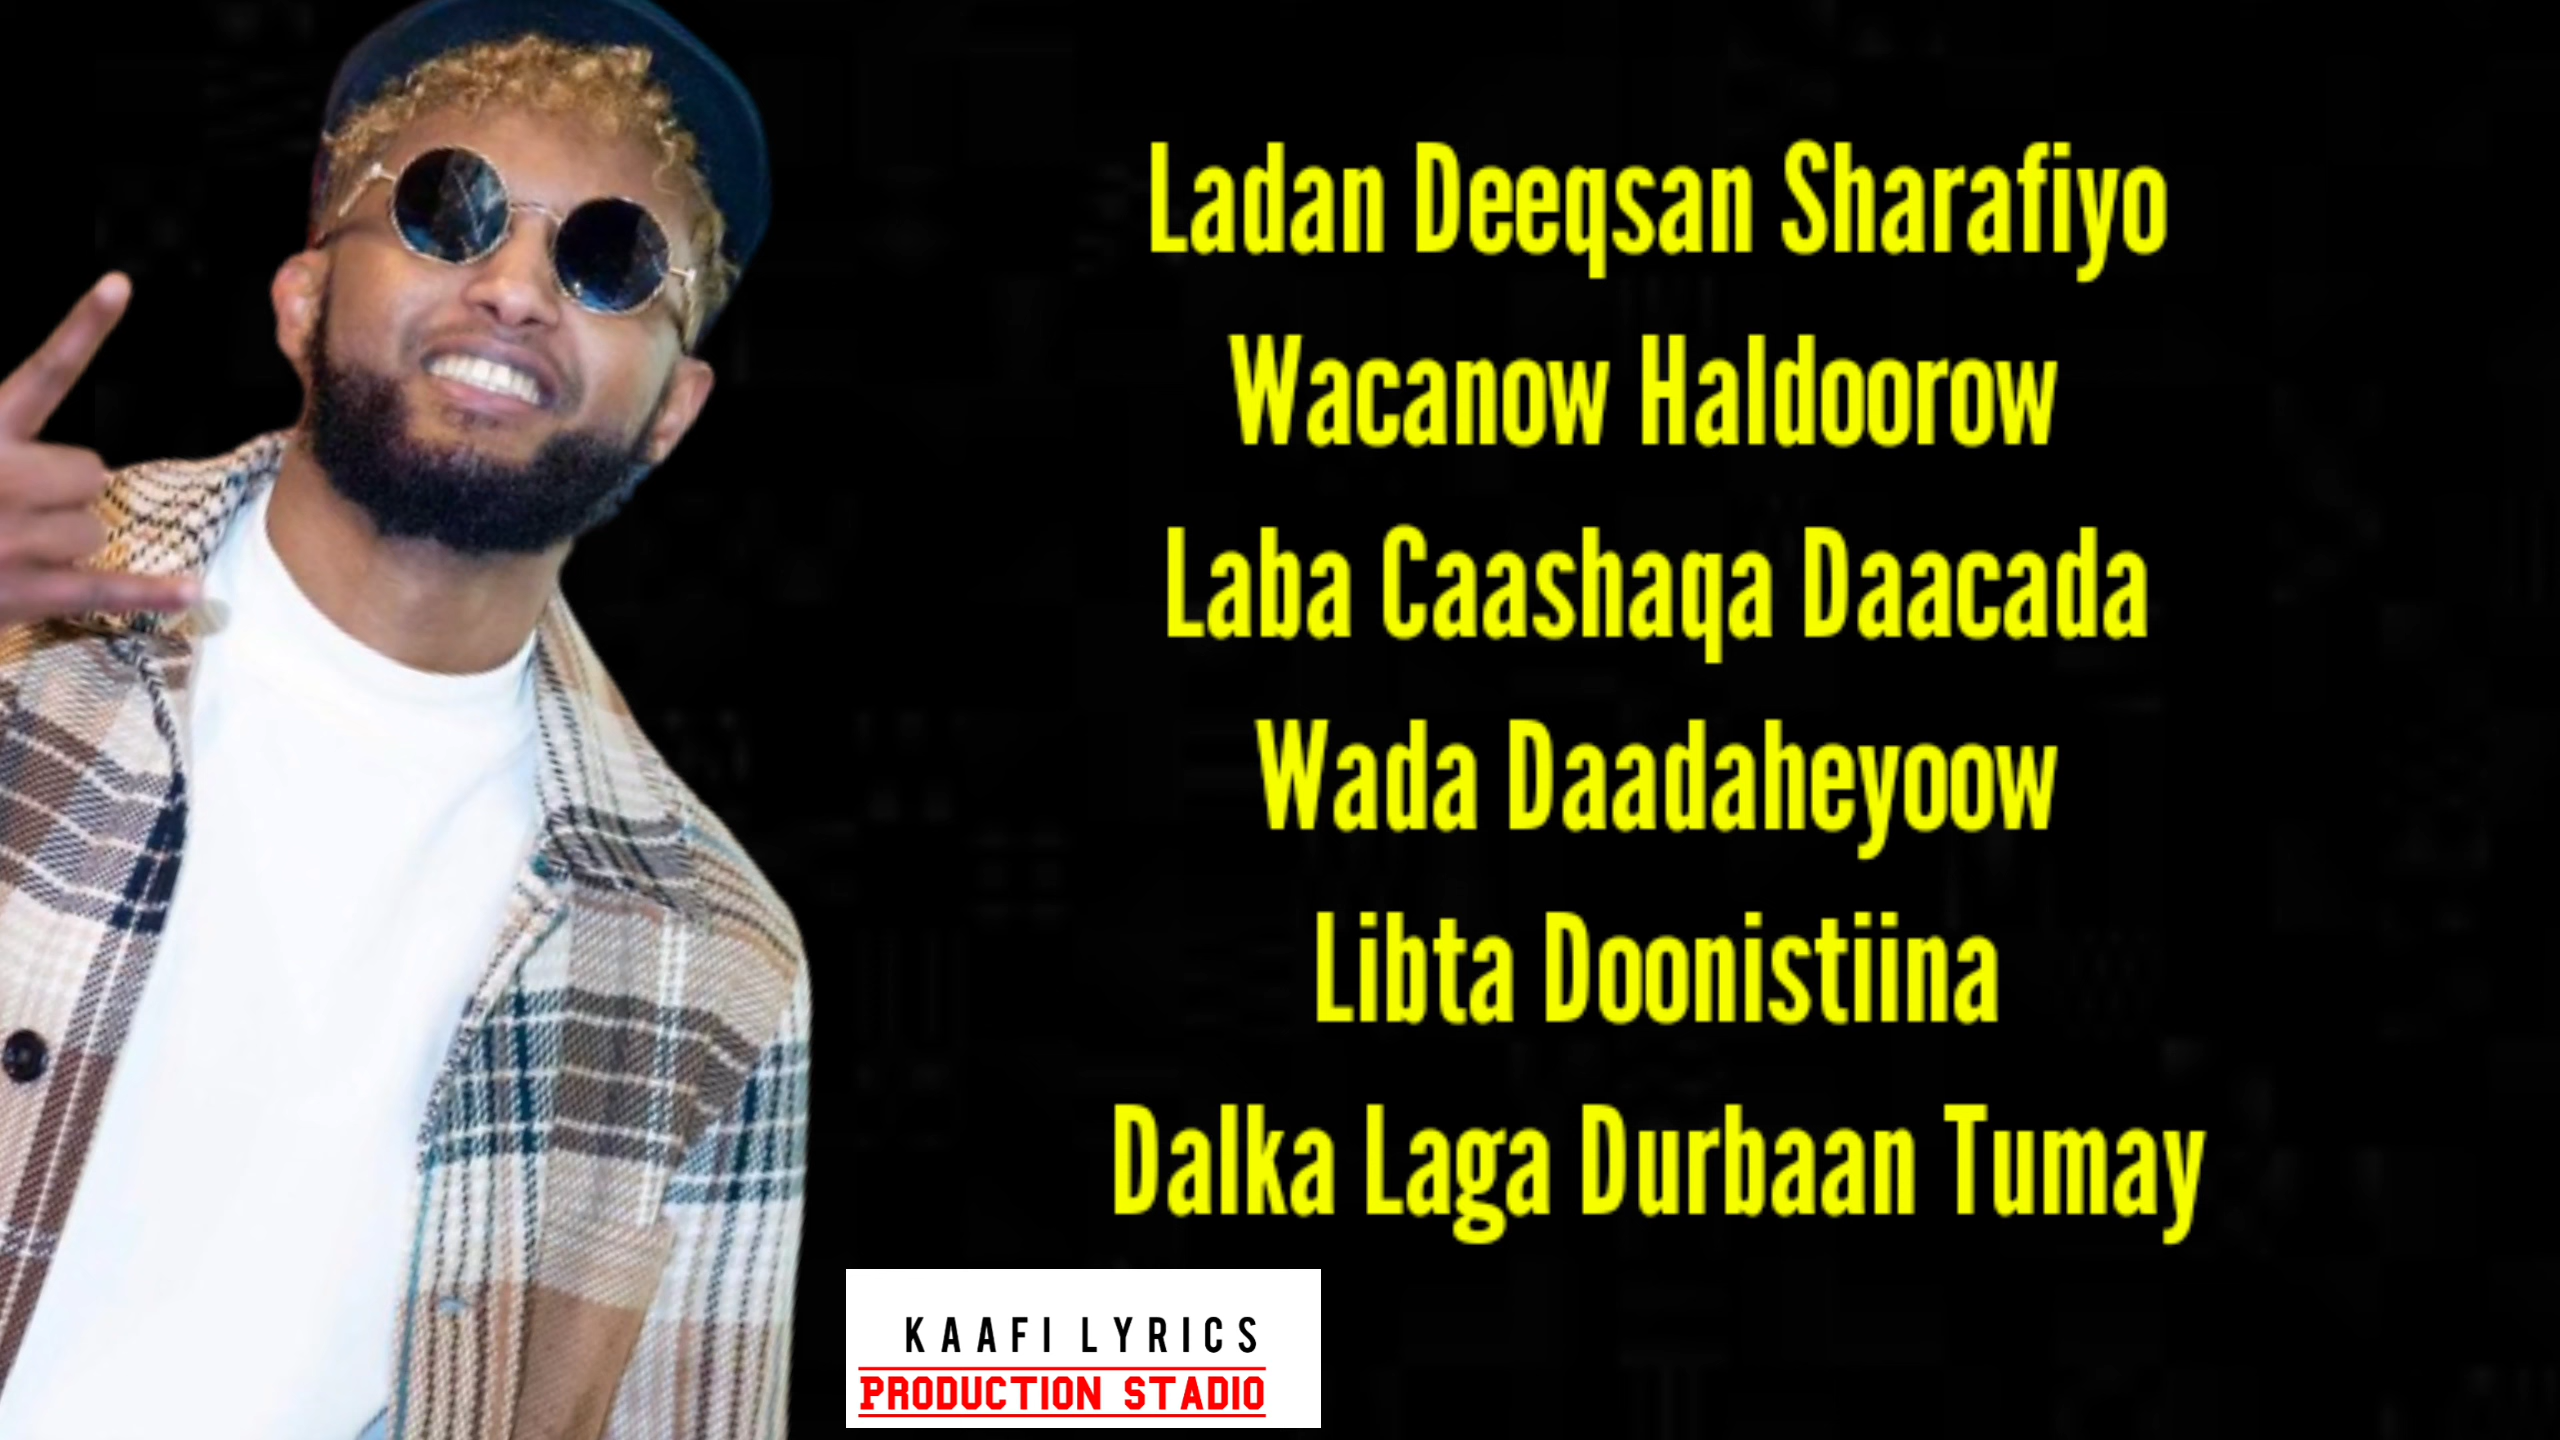 Ladan Deeqsan Sharafiyo
Wacanow Haldoorow
Laba Caashaqa Daacada
Wada Daadaheyoow
Libta Doonistiina
Dalka Laga Durbaan Tumay
KAAFI LYRICS
PRODUCTION STADIO